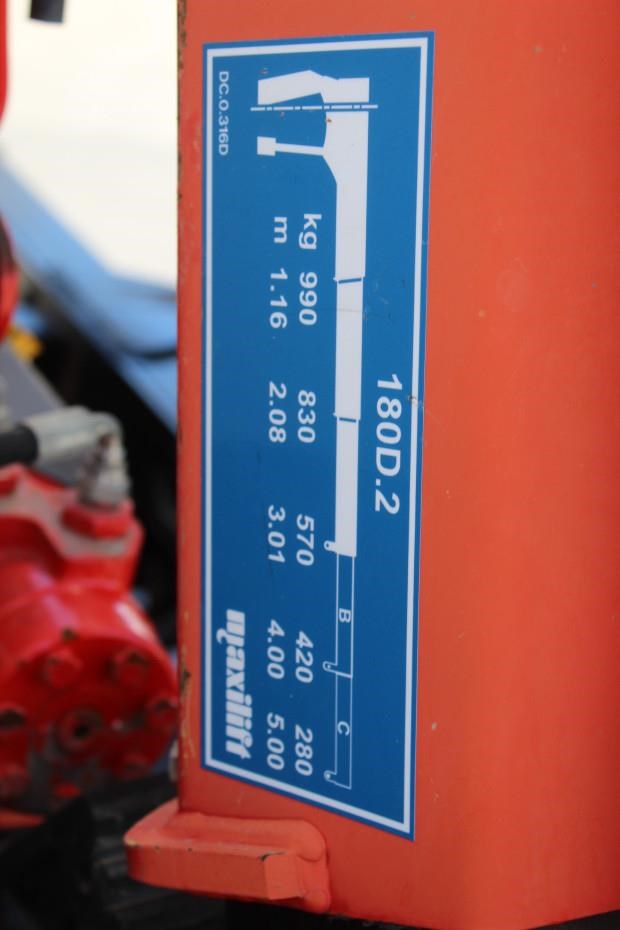 180D.2
B C
kg 990 830 570 420 280
m 1.16 2.08 3.01 4.00 5.00
DC.0.316D
maxilift